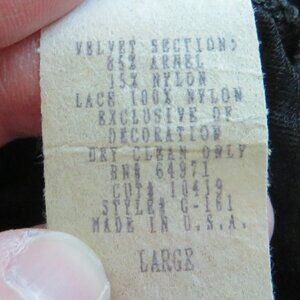 VELVET SECTION:
85% ARNEL
15% NYLON
LACE 100% NYLON
EXCLUSIVE OF
DECORATION
DRY CLEAN ONLY
RN# 64971
CUT# 10419
STYLE# C-161
MADE IN U.S.A.
LARGE